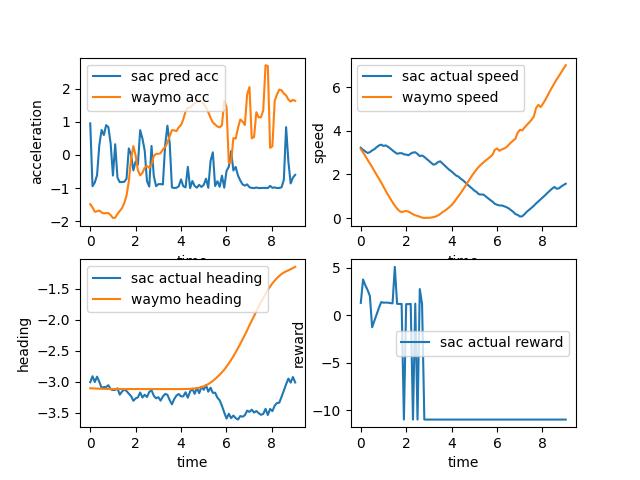 sac pred acc
waymo acc
acceleration
2
1
0
−1
−2
0 2 4 6 8
time
sac actual speed
waymo speed
speed
6
4
2
0
0 2 4 6 8
time
sac actual heading
waymo heading
heading
−1.5
−2.0
−2.5
−3.0
−3.5
0 2 4 6 8
time
sac actual reward
reward
5
0
−5
−10
0 2 4 6 8
time